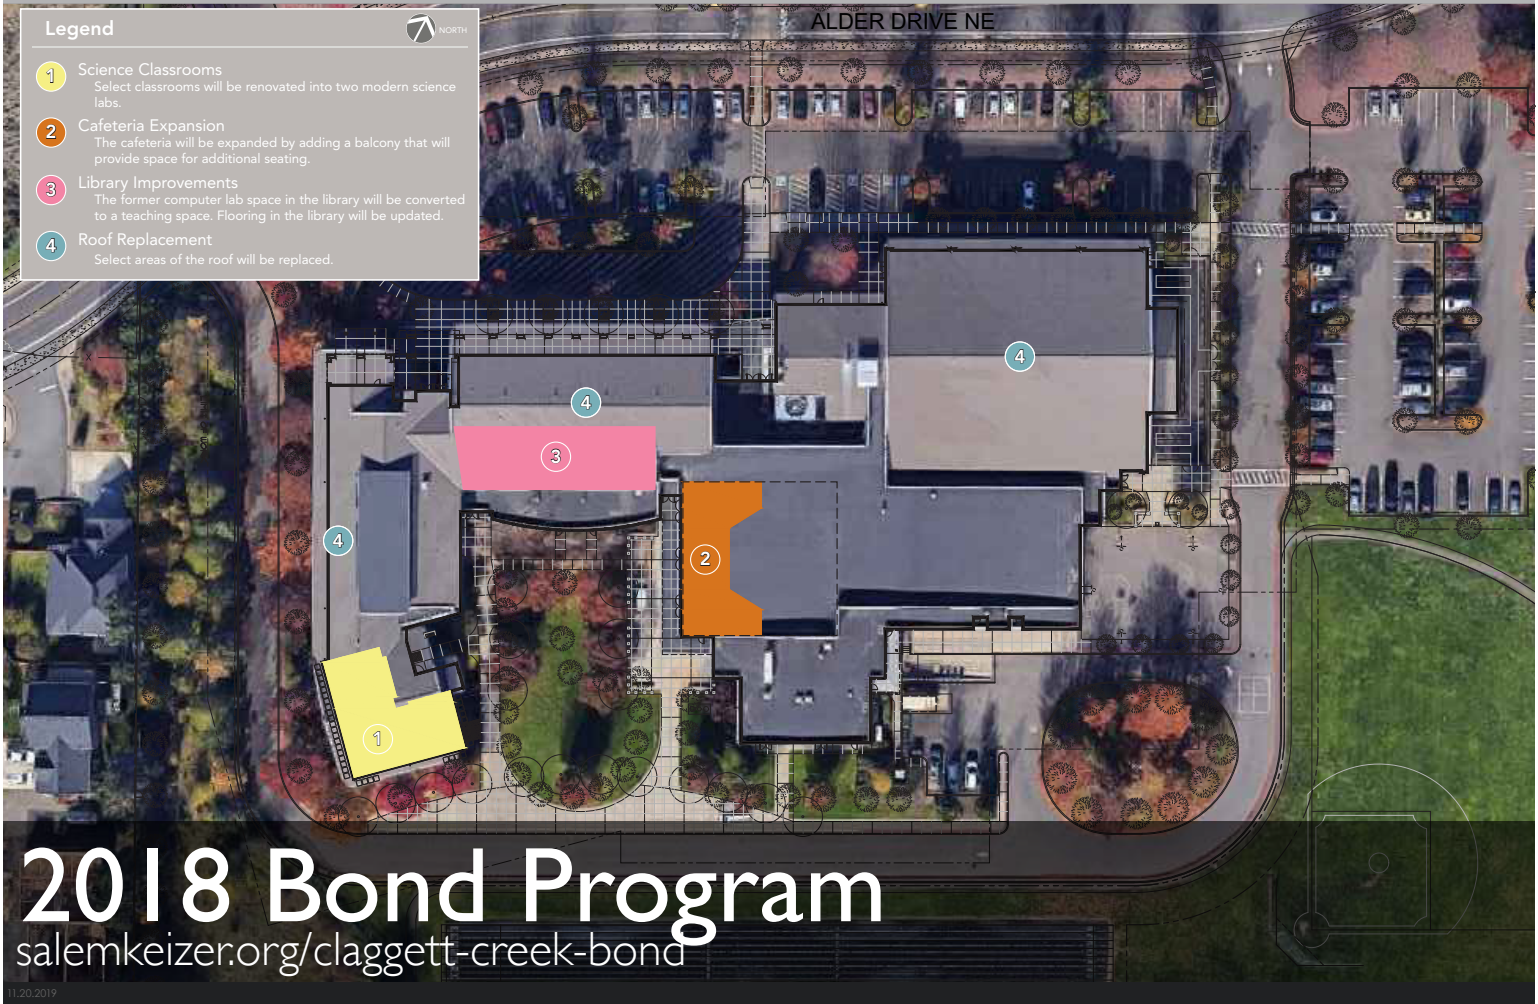 ALDER DRIVE NE
Legend
NORTH
1
Science Classrooms
Select classrooms will be renovated into two modern science
labs.
2
Cafeteria Expansion
The cafeteria will be expanded by adding a balcony that will
provide space for additional seating.
3
Library Improvements
The former computer lab space in the library will be converted
to a teaching space. Flooring in the library will be updated.
4
Roof Replacement
Select areas of the roof will be replaced.
4
4
3
4
2
1
2018 Bond Program
salemkeizer.org/claggett-creek-bond
11.20.2019